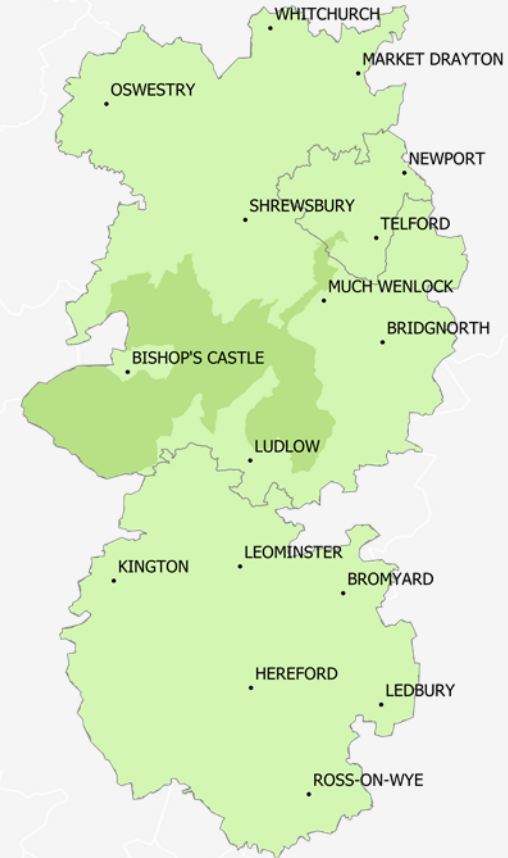 WHITCHURCH
MARKET DRAYTON
OSWESTRY
NEWPORT
SHREWSBURY
TELFORD
MUCH WENLOCK
BRIDGNORTH
BISHOP'S CASTLE
LUDLOW
LEOMINSTER
KINGTON
BROMYARD
HEREFORD
LEDBURY
ROSS-ON-WYE